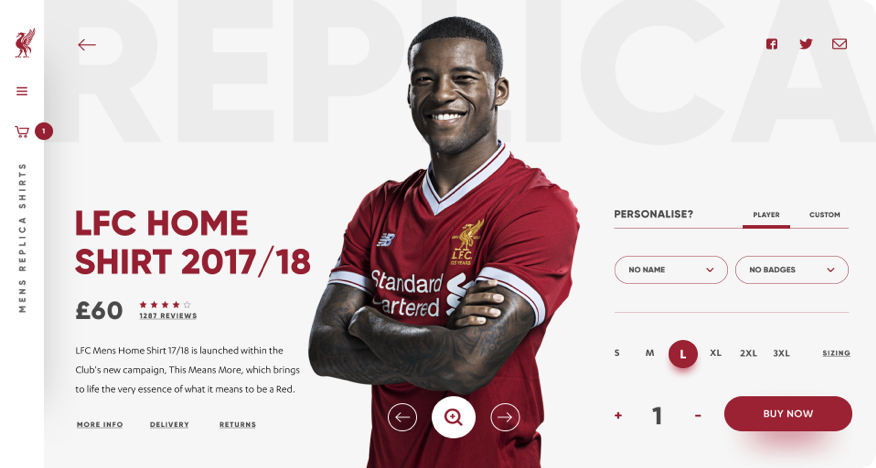 REPLICA
1
MENS REPLICA SHIRTS
LFC HOME
SHIRT 2017/18
£60
1287 REVIEWS
LFC Mens Home Shirt 17/18 is launched within the
Club's new campaign, This Means More, which brings
to life the very essence of what it means to be a Red.
MORE INFO DELIVERY RETURNS
L.F.C.
Standard
Chartered
PERSONALISE? PLAYER CUSTOM
NO NAME NO BADGES
S M L XL 2XL 3XL SIZING
+ 1 - BUY NOW